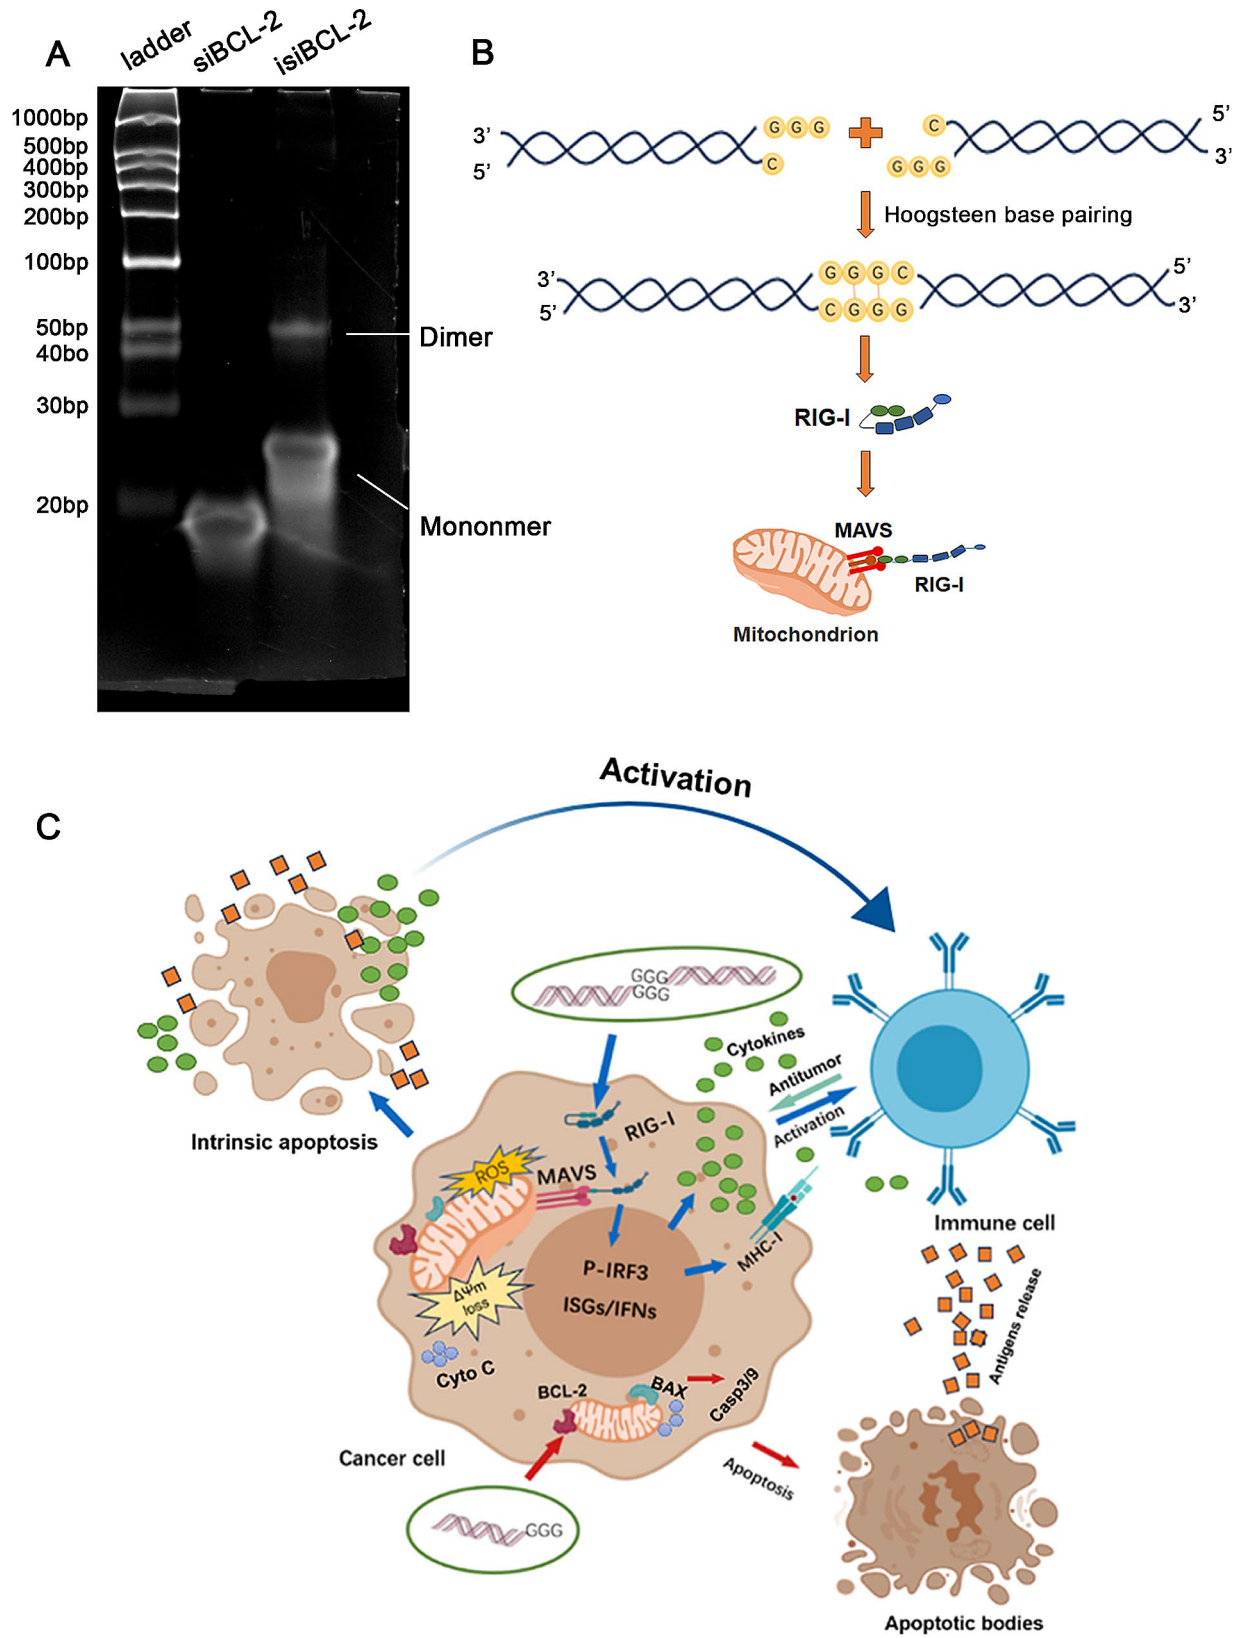 A
ladder
siBCL-2
isiBCL-2
1000bp
500bp
400bp
300bp
200bp
100bp
50bp
40bo
30bp
20bp
Dimer
Mononmer
B
3’
5’
G G G
C
C
G G G
5’
3’
Hoogsteen base pairing
3’
5’
G G G C
C G G G
5’
3’
RIG-I
MAVS
RIG-I
Mitochondrion
C
Activation
GGG
GGG
Cytokines
Antitumor
Activation
Intrinsic apoptosis
RIG-I
ROS
MAVS
MHC-I
Immune cell
P-IRF3
ISGs/IFNs
ΔΨm
loss
Cyto C
BCL-2
BAX
Casp3/9
Antigens release
Cancer cell
Apoptosis
GGG
Apoptotic bodies